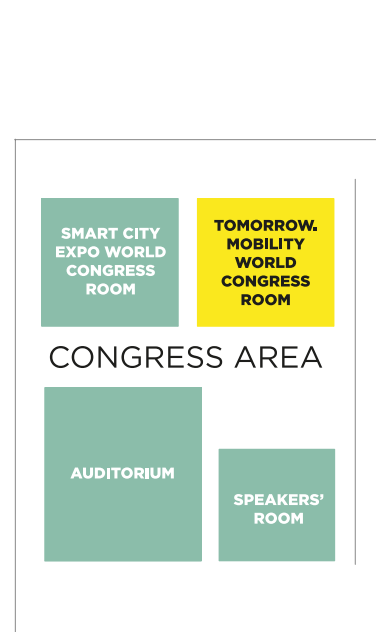 SMART CITY
EXPO WORLD
CONGRESS
ROOM
TOMORROW.
MOBILITY
WORLD
CONGRESS
ROOM
CONGRESS AREA
AUDITORIUM
SPEAKERS’
ROOM